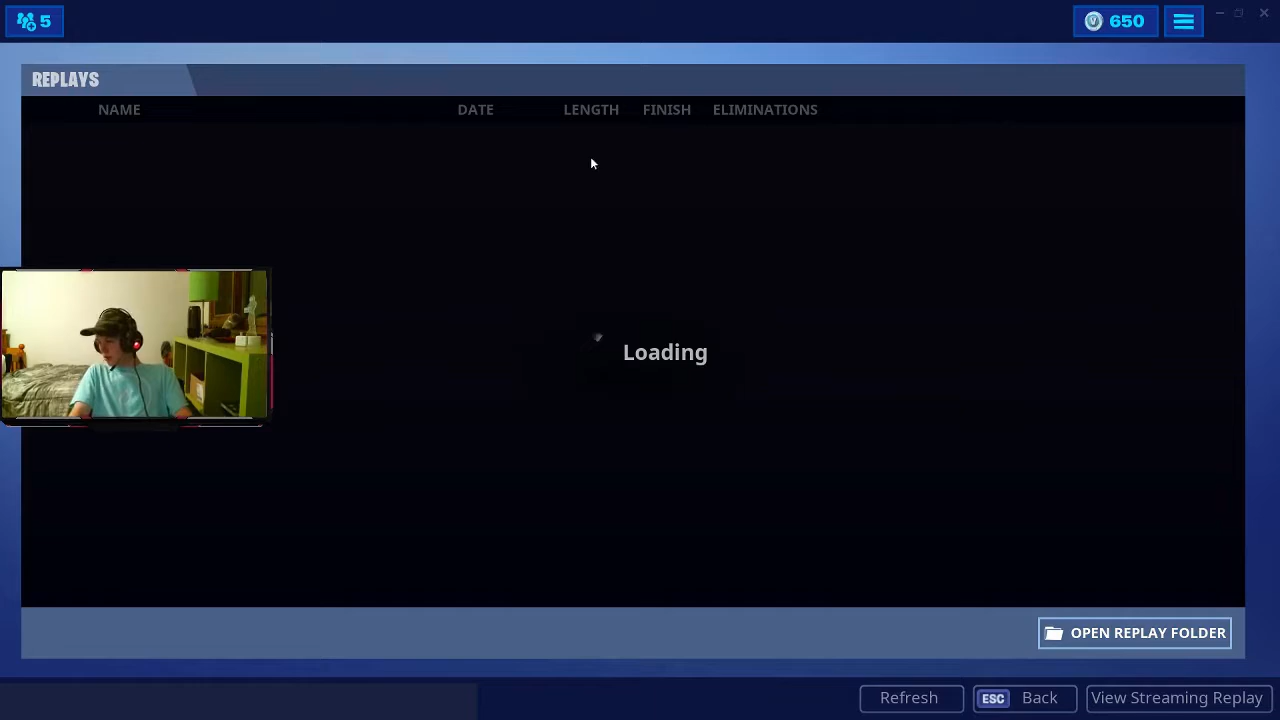 5
650
REPLAYS
NAME DATE LENGTH FINISH ELIMINATIONS
Loading
OPEN REPLAY FOLDER
Refresh ESC Back View Streaming Replay